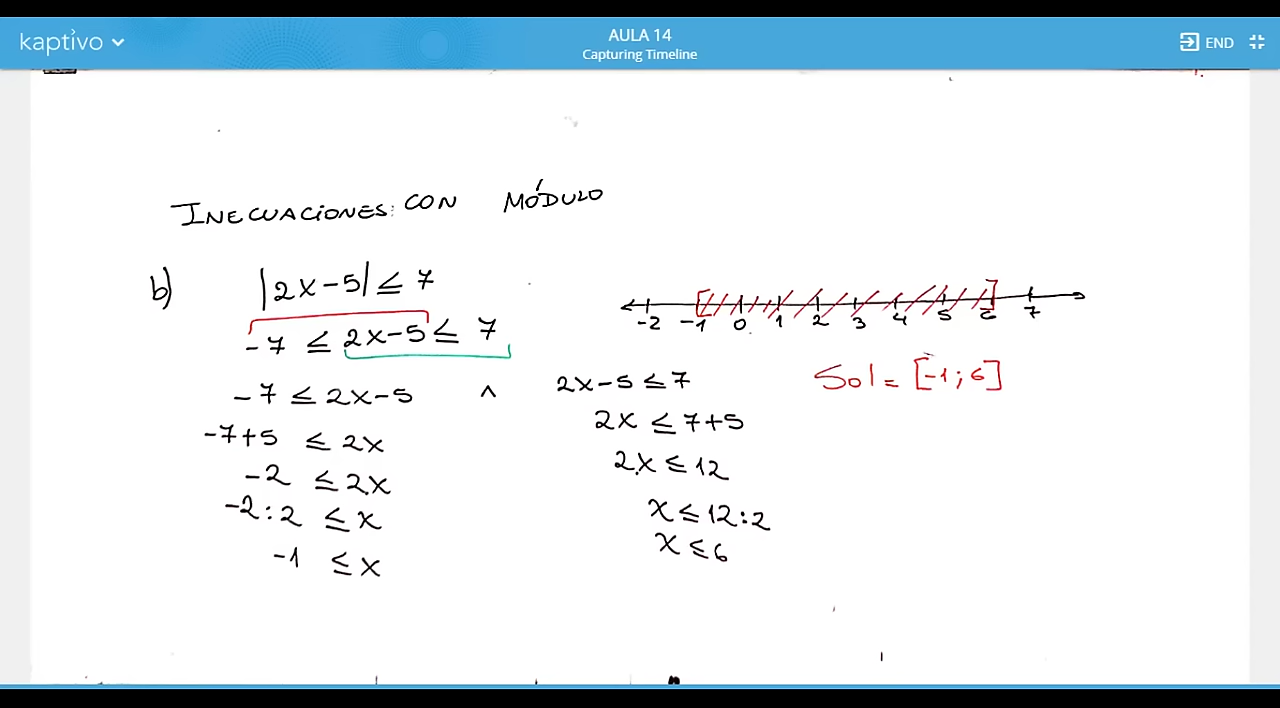 kaptivo
AULA 14
Capturing Timeline
END
INECUACIONES: CON MÓDULO
b) |2x-5| ≤ 7
-7 ≤ 2x-5 ≤ 7
-7 ≤ 2x-5 ^ 2x-5 ≤ 7
-7+5 ≤ 2x 2x ≤ 7+5
-2 ≤ 2x 2x ≤ 12
-2:2 ≤ x x ≤ 12:2
-1 ≤ x x ≤ 6
-2 -1 0 1 2 3 4 5 6 7
Sol = [-1; 6]